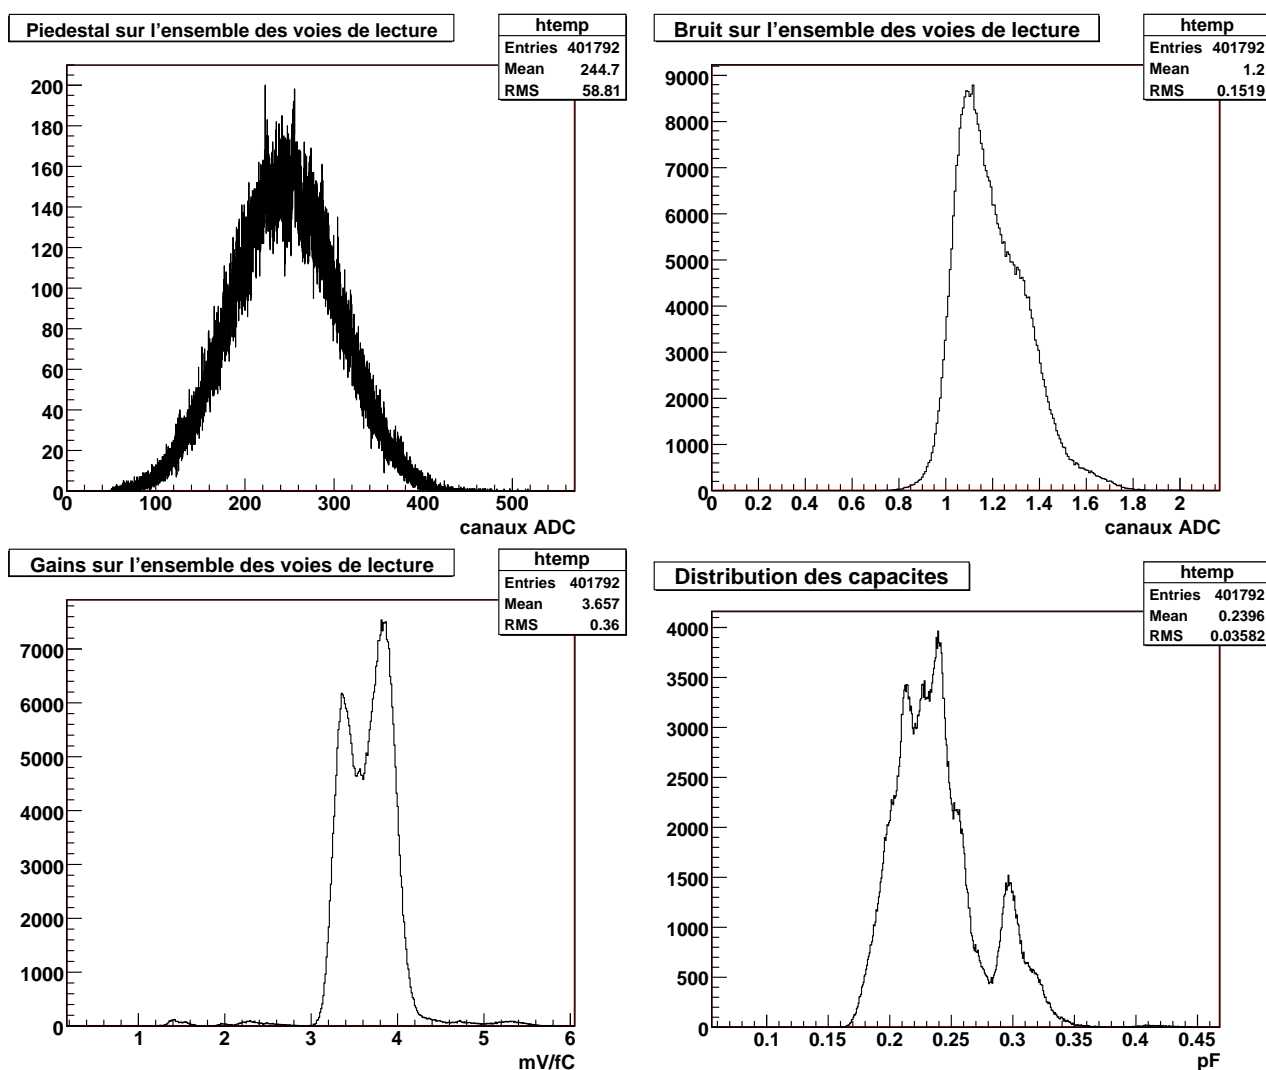 Piedestal sur l'ensemble des voies de lecture
htemp
Entries 401792
Mean 244.7
RMS 58.81
200
180
160
140
120
100
80
60
40
20
0
0 100 200 300 400 500
canaux ADC
Bruit sur l'ensemble des voies de lecture
htemp
Entries 401792
Mean 1.2
RMS 0.1519
9000
8000
7000
6000
5000
4000
3000
2000
1000
0
0 0.2 0.4 0.6 0.8 1 1.2 1.4 1.6 1.8 2
canaux ADC
Gains sur l'ensemble des voies de lecture
htemp
Entries 401792
Mean 3.657
RMS 0.36
7000
6000
5000
4000
3000
2000
1000
0
1 2 3 4 5 6
mV/fC
Distribution des capacites
htemp
Entries 401792
Mean 0.2396
RMS 0.03582
4000
3500
3000
2500
2000
1500
1000
500
0
0.1 0.15 0.2 0.25 0.3 0.35 0.4 0.45
pF